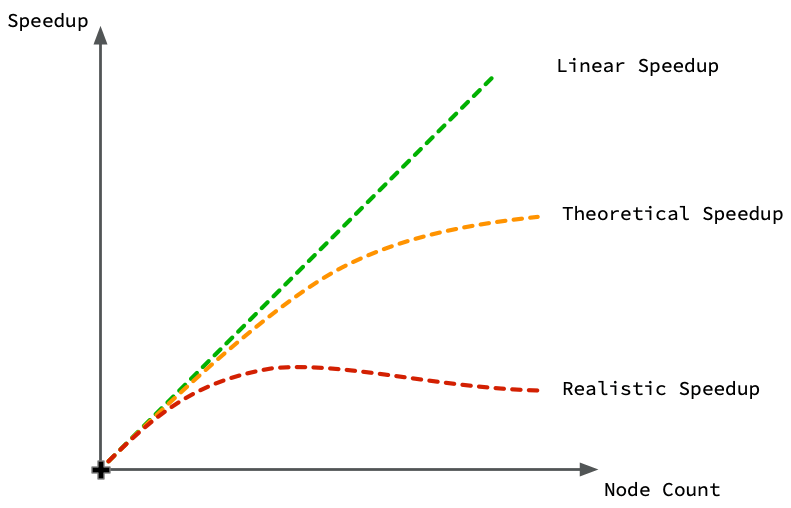 Speedup
Linear Speedup
Theoretical Speedup
Realistic Speedup
Node Count